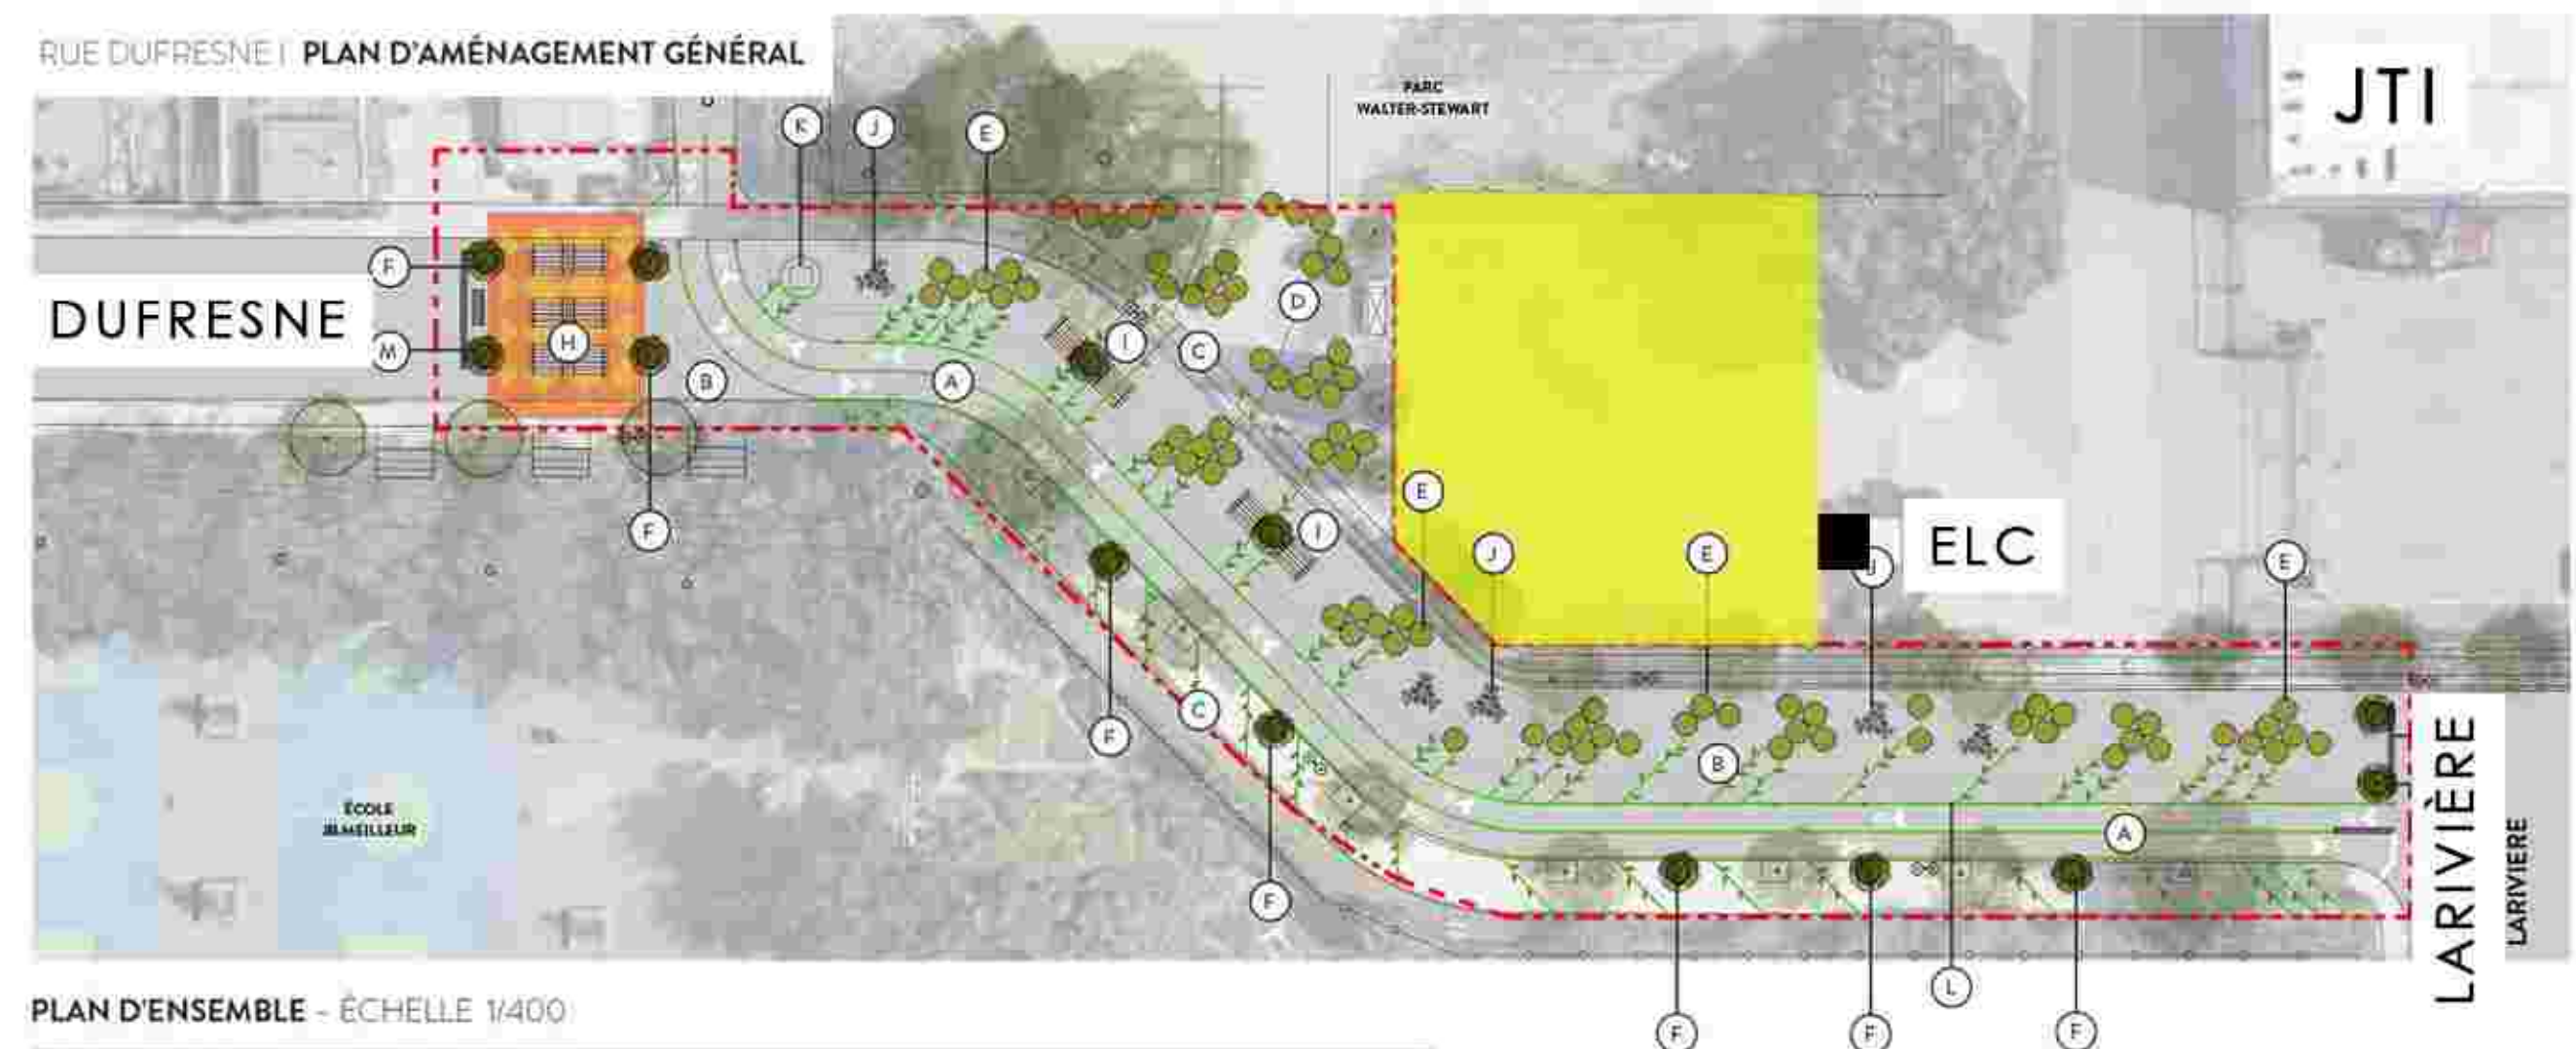 RUE DUFRESNE | PLAN D'AMÉNAGEMENT GÉNÉRAL
JTI
PARC
WALTER-STEWART
K
J
E
F
D
DUFRESNE
M
H
I
C
B
A
E
I
F
J
E
J
ELC
E
C
F
B
ÉCOLE
A
LARIVIÈRE
LARIVIERE
F
L
F
F
F
PLAN D'ENSEMBLE - ÉCHELLE 1/400